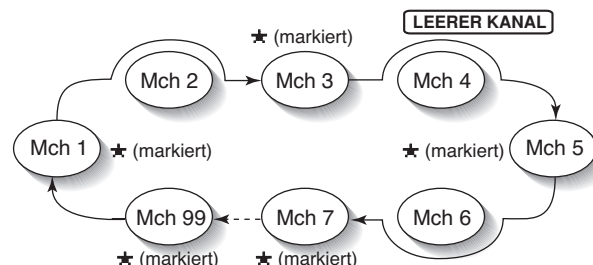 LEERER KANAL
(markiert)
Mch 2
Mch 3
Mch 4
Mch 1
(markiert)
(markiert)
Mch 5
Mch 99
Mch 7
Mch 6
(markiert)
(markiert)